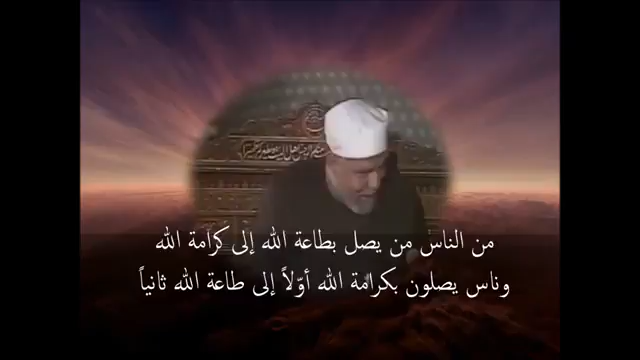 من الناس من يصل بطاعة الله إلى كرامة الله
وناس يصلون بكرامة الله أوّلاً إلى طاعة الله ثانياً